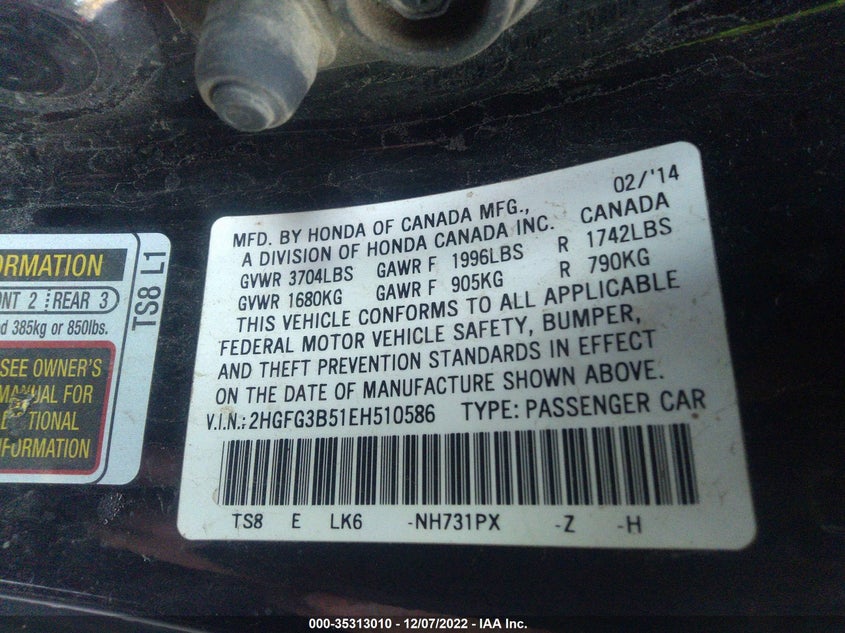 02/'14
MFD. BY HONDA OF CANADA MFG.,
A DIVISION OF HONDA CANADA INC. CANADA
GVWR 3704LBS GAWR F 1996LBS R 1742LBS
GVWR 1680KG GAWR F 905KG R 790KG
THIS VEHICLE CONFORMS TO ALL APPLICABLE
FEDERAL MOTOR VEHICLE SAFETY, BUMPER,
AND THEFT PREVENTION STANDARDS IN EFFECT
ON THE DATE OF MANUFACTURE SHOWN ABOVE.
V.I.N.: 2HGFG3B51EH510586 TYPE: PASSENGER CAR
TS8 E LK6 -NH731PX -Z -H
ORMATION
NT 2 REAR 3
d 385kg or 850lbs.
SEE OWNER'S
MANUAL FOR
TIONAL
INFORMATION
TS8 L1
000-35313010 - 12/07/2022 - IAA Inc.